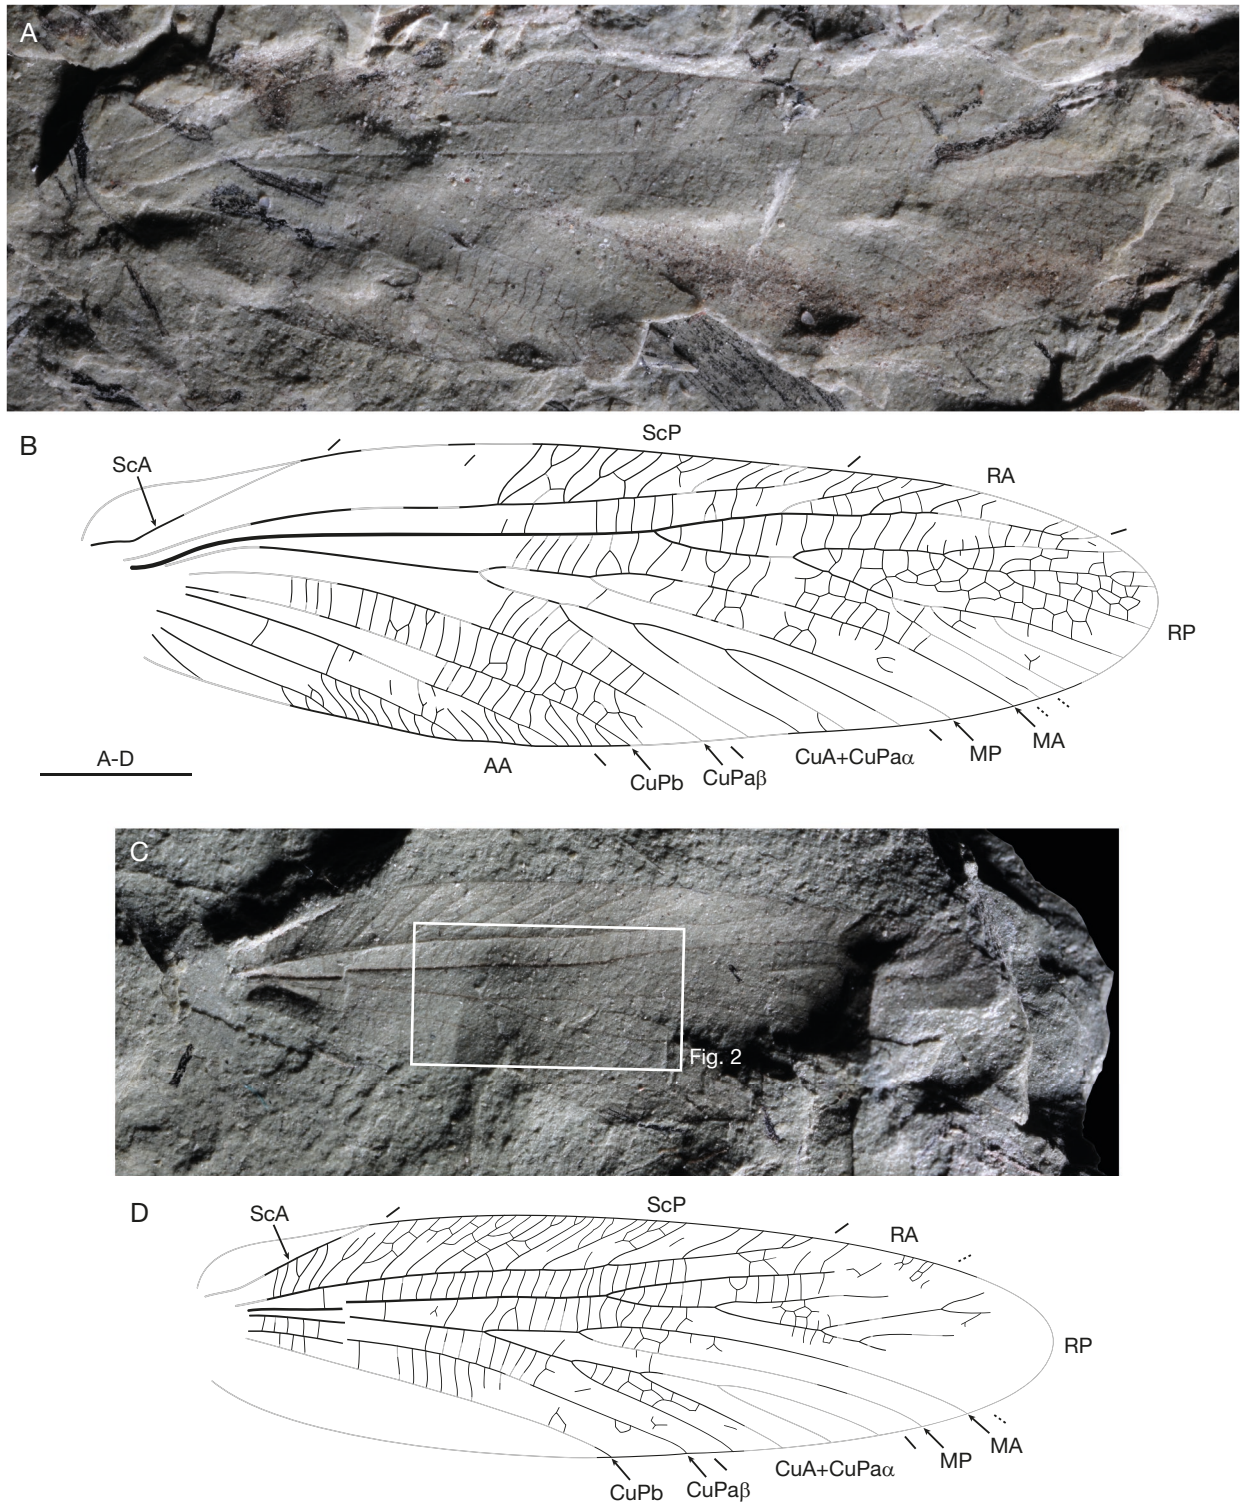 A
B
ScP
ScA
RA
RP
MA
MP
CuA+CuPaα
CuPaβ
CuPb
AA
A-D
C
Fig. 2
D
ScP
ScA
RA
RP
MA
MP
CuA+CuPaα
CuPaβ
CuPb